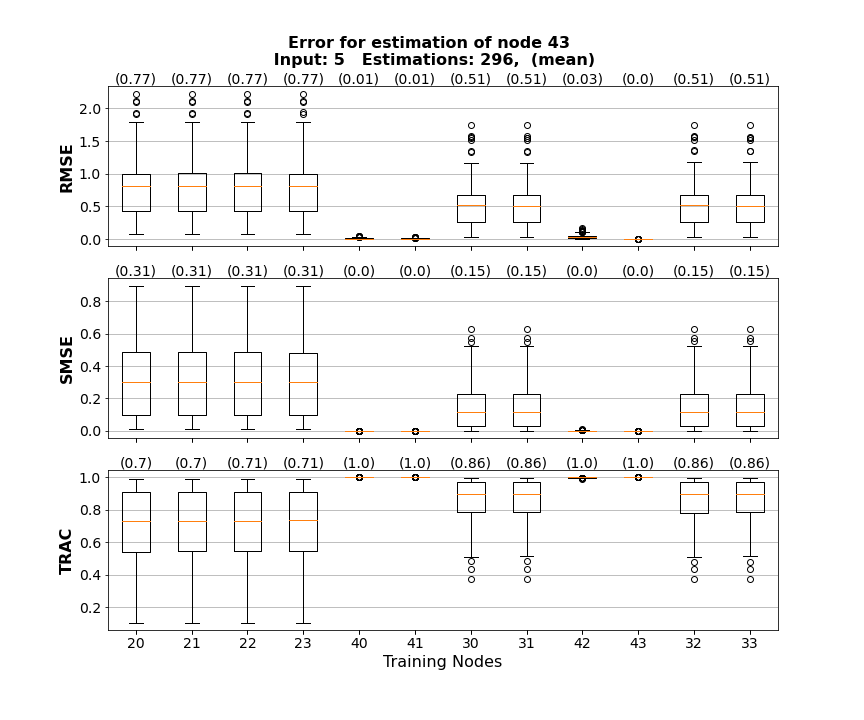 Error for estimation of node 43
Input: 5   Estimations: 296,  (mean)
(0.77) (0.77) (0.77) (0.77) (0.01) (0.01) (0.51) (0.51) (0.03) (0.0) (0.51) (0.51)
2.0
1.5
1.0
0.5
0.0
RMSE
(0.31) (0.31) (0.31) (0.31) (0.0) (0.0) (0.15) (0.15) (0.0) (0.0) (0.15) (0.15)
0.8
0.6
0.4
0.2
0.0
SMSE
(0.7) (0.7) (0.71) (0.71) (1.0) (1.0) (0.86) (0.86) (1.0) (1.0) (0.86) (0.86)
1.0
0.8
0.6
0.4
0.2
TRAC
20 21 22 23 40 41 30 31 42 43 32 33
Training Nodes